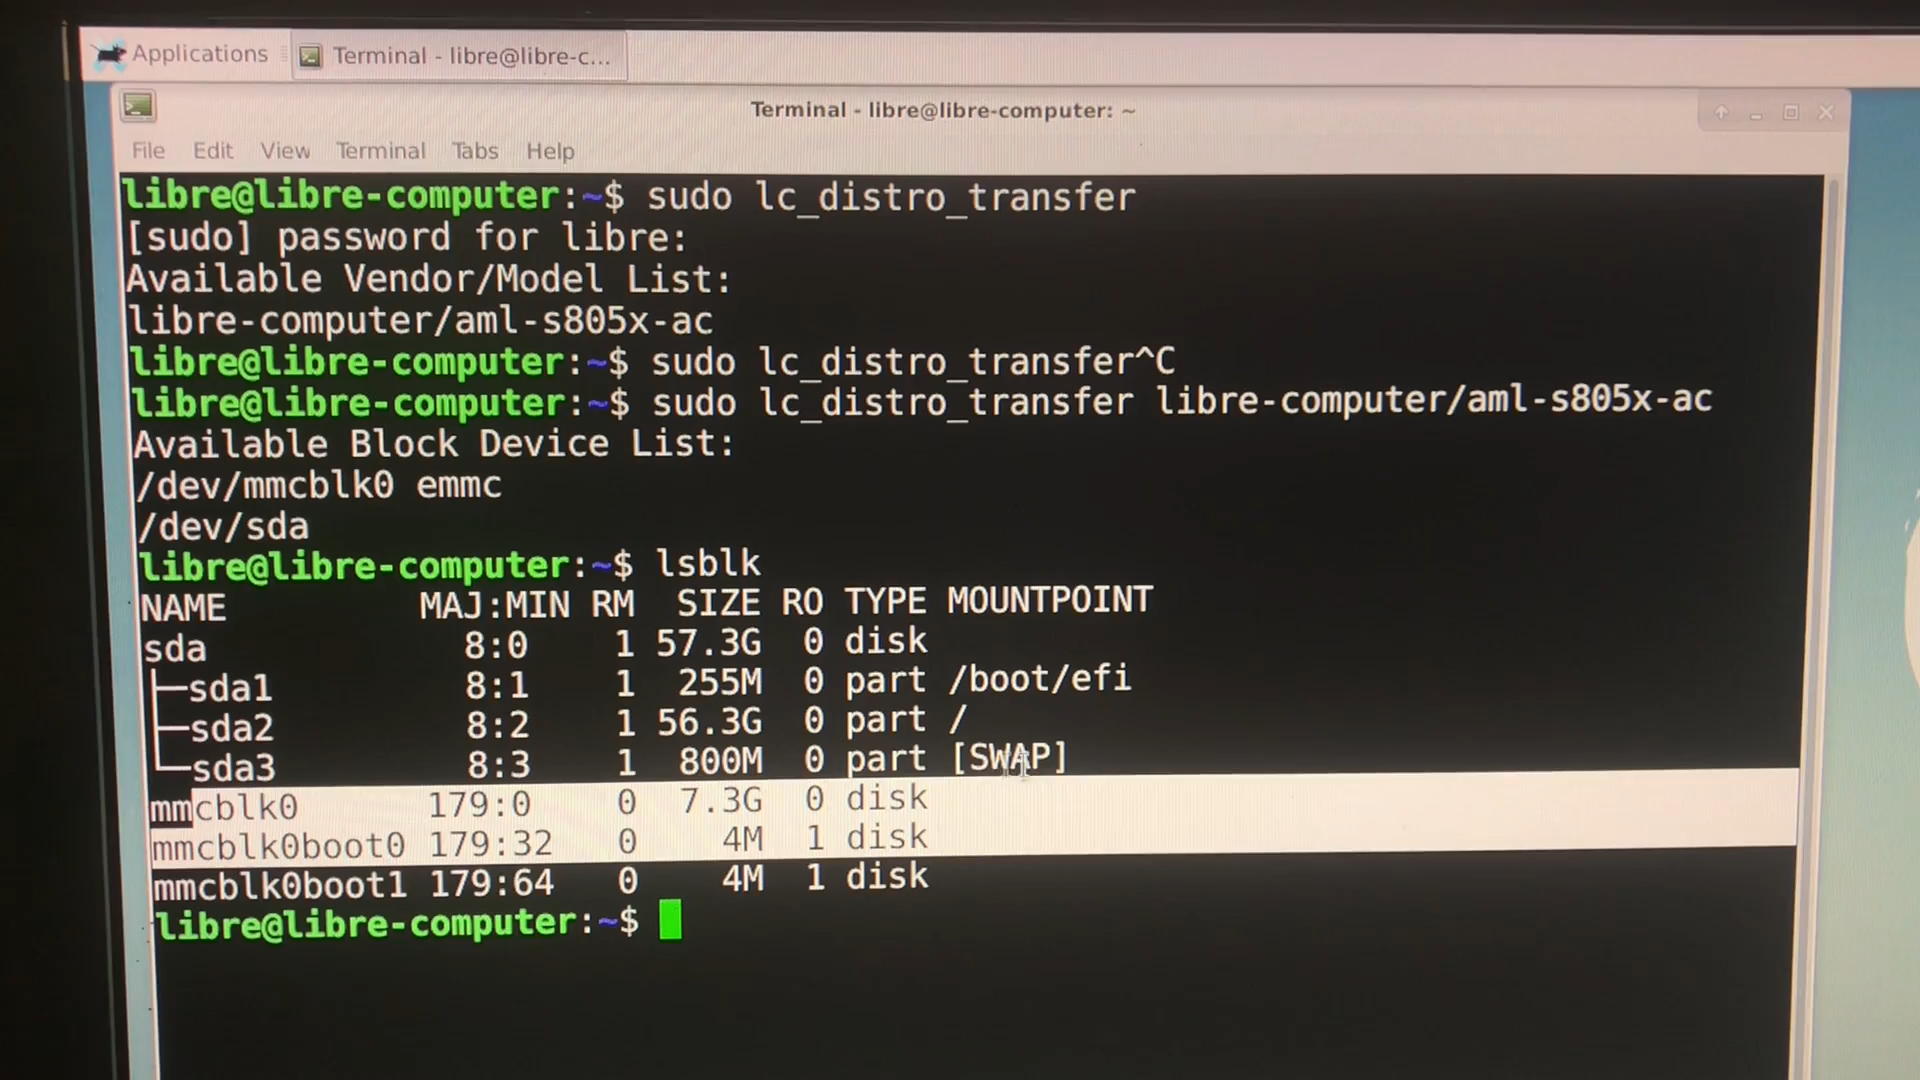 Applications
Terminal - libre@libre-c...
Terminal - libre@libre-computer: ~
File Edit View Terminal Tabs Help
libre@libre-computer:~$ sudo lc_distro_transfer
[sudo] password for libre:
Available Vendor/Model List:
libre-computer/aml-s805x-ac
libre@libre-computer:~$ sudo lc_distro_transfer^C
libre@libre-computer:~$ sudo lc_distro_transfer libre-computer/aml-s805x-ac
Available Block Device List:
/dev/mmcblk0 emmc
/dev/sda
libre@libre-computer:~$ lsblk
NAME MAJ:MIN RM SIZE RO TYPE MOUNTPOINT
sda 8:0 1 57.3G 0 disk
├─sda1 8:1 1 255M 0 part /boot/efi
├─sda2 8:2 1 56.3G 0 part /
└─sda3 8:3 1 800M 0 part [SWAP]
mmcblk0 179:0 0 7.3G 0 disk
mmcblk0boot0 179:32 0 4M 1 disk
mmcblk0boot1 179:64 0 4M 1 disk
libre@libre-computer:~$